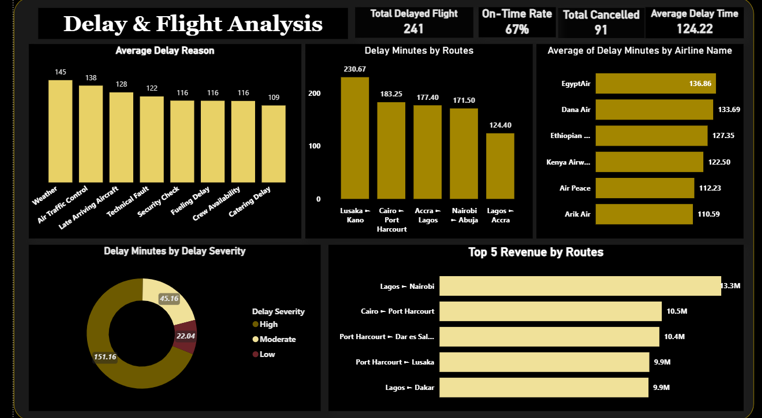 Delay & Flight Analysis
Total Delayed Flight
241
On-Time Rate
67%
Total Cancelled
91
Average Delay Time
124.22
Average Delay Reason
145
138
128
122
116
116
116
109
Weather
Air Traffic Control
Late Arriving Aircraft
Technical Fault
Security Check
Fueling Delay
Crew Availability
Catering Delay
Delay Minutes by Routes
200
100
0
230.67
183.25
177.40
171.50
124.40
Lusaka ←
Kano
Cairo ←
Port
Harcourt
Accra ←
Lagos
Nairobi
← Abuja
Lagos ←
Accra
Average of Delay Minutes by Airline Name
EgyptAir 136.86
Dana Air 133.69
Ethiopian ... 127.35
Kenya Airw... 122.50
Air Peace 112.23
Arik Air 110.59
Delay Minutes by Delay Severity
45.16
22.04
151.16
Delay Severity
High
Moderate
Low
Top 5 Revenue by Routes
Lagos ← Nairobi 13.3M
Cairo ← Port Harcourt 10.5M
Port Harcourt ← Dar es Sal... 10.4M
Port Harcourt ← Lusaka 9.9M
Lagos ← Dakar 9.9M